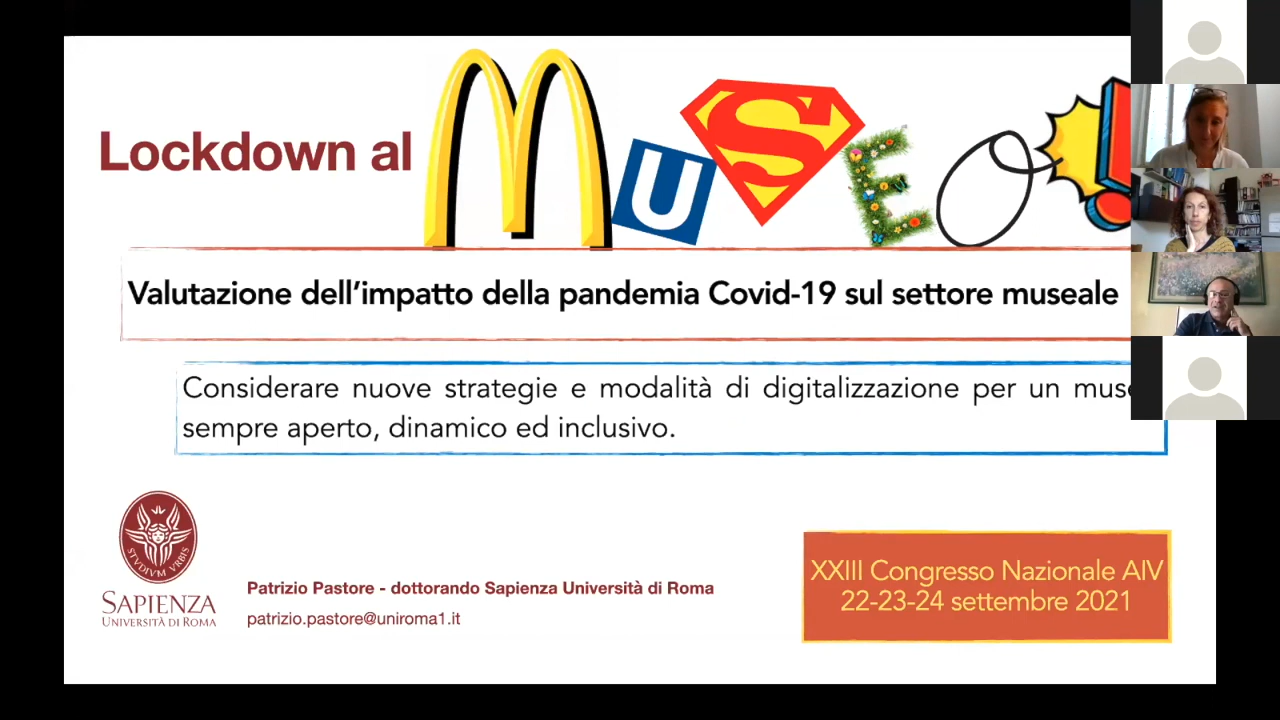 Lockdown al MUSEO!
Valutazione dell'impatto della pandemia Covid-19 sul settore museale
Considerare nuove strategie e modalità di digitalizzazione per un muse
sempre aperto, dinamico ed inclusivo.
STVDIVM VRBIS
SAPIENZA
UNIVERSITÀ DI ROMA
Patrizio Pastore - dottorando Sapienza Università di Roma
patrizio.pastore@uniroma1.it
XXIII Congresso Nazionale AIV
22-23-24 settembre 2021